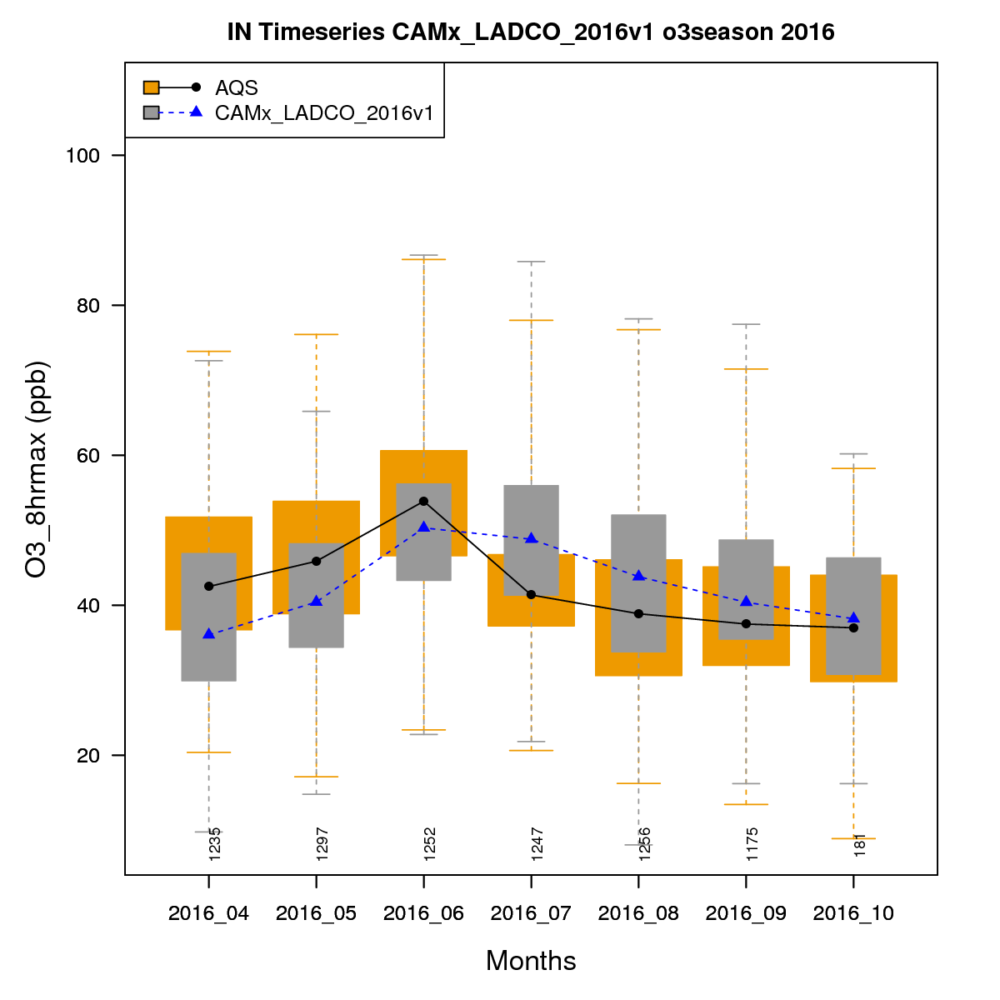 IN Timeseries CAMx_LADCO_2016v1 o3season 2016
AQS
CAMx_LADCO_2016v1
O3_8hrmax (ppb)
100
80
60
40
20
1235 1297 1252 1247 1256 1175 181
2016_04 2016_05 2016_06 2016_07 2016_08 2016_09 2016_10
Months